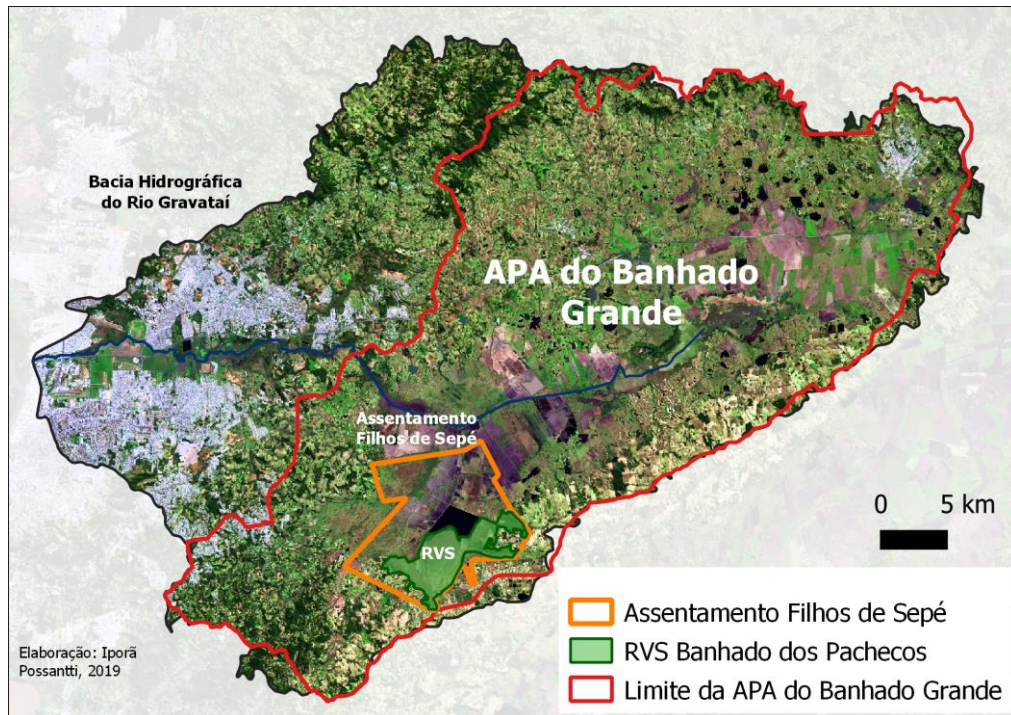 Bacia Hidrográfica
do Rio Gravataí
APA do Banhado
Grande
Assentamento
Filhos de Sepé
RVS
0 5 km
Elaboração: Iporã
Possantti, 2019
Assentamento Filhos de Sepé
RVS Banhado dos Pachecos
Limite da APA do Banhado Grande